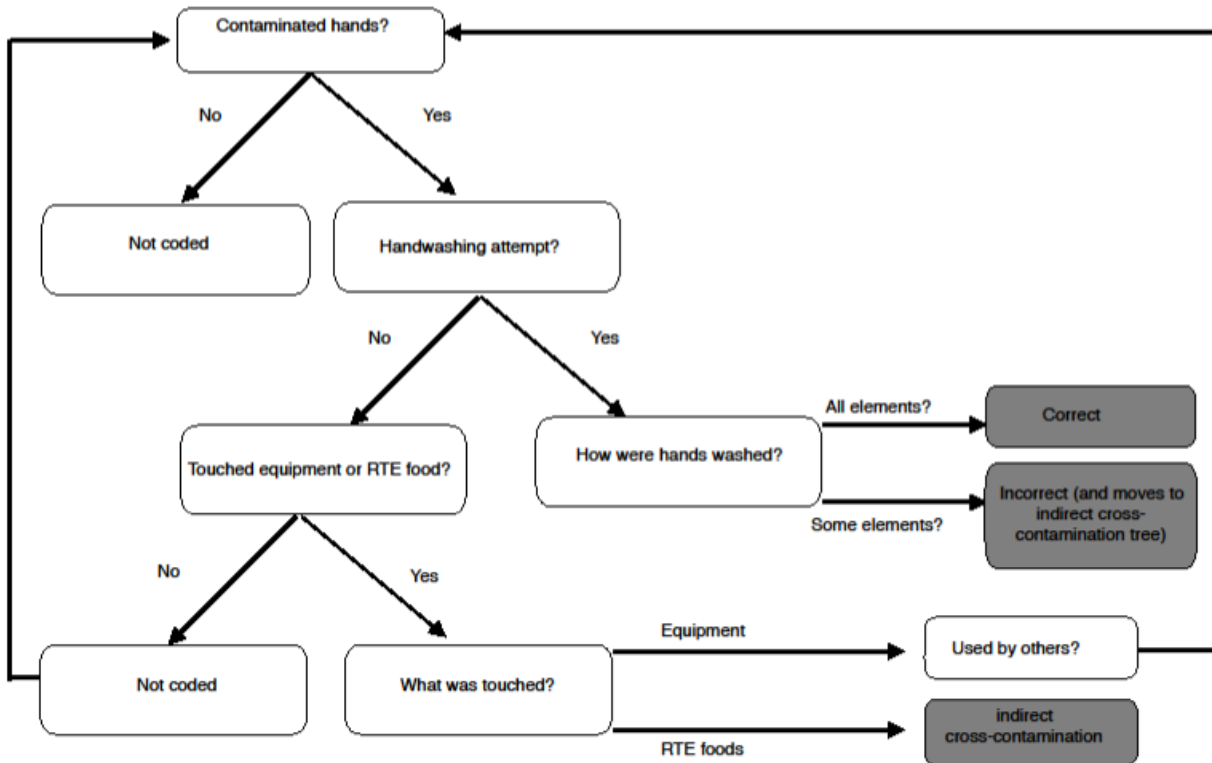 Contaminated hands?
No
Yes
Not coded
Handwashing attempt?
No
Yes
All elements?
Correct
Touched equipment or RTE food?
How were hands washed?
Incorrect (and moves to
indirect cross-
contamination tree)
Some elements?
No
Yes
Equipment
Used by others?
Not coded
What was touched?
indirect
cross-contamination
RTE foods